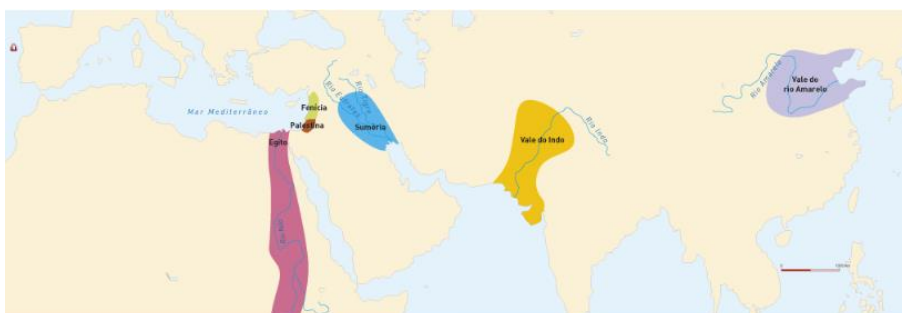 Mar Mediterrâneo
Fenícia
Palestina
Egito
Rio Nilo
Rio Eufrates
Rio Tigre
Suméria
Vale do Indo
Rio Indo
Rio Amarelo
Vale do
rio Amarelo
0